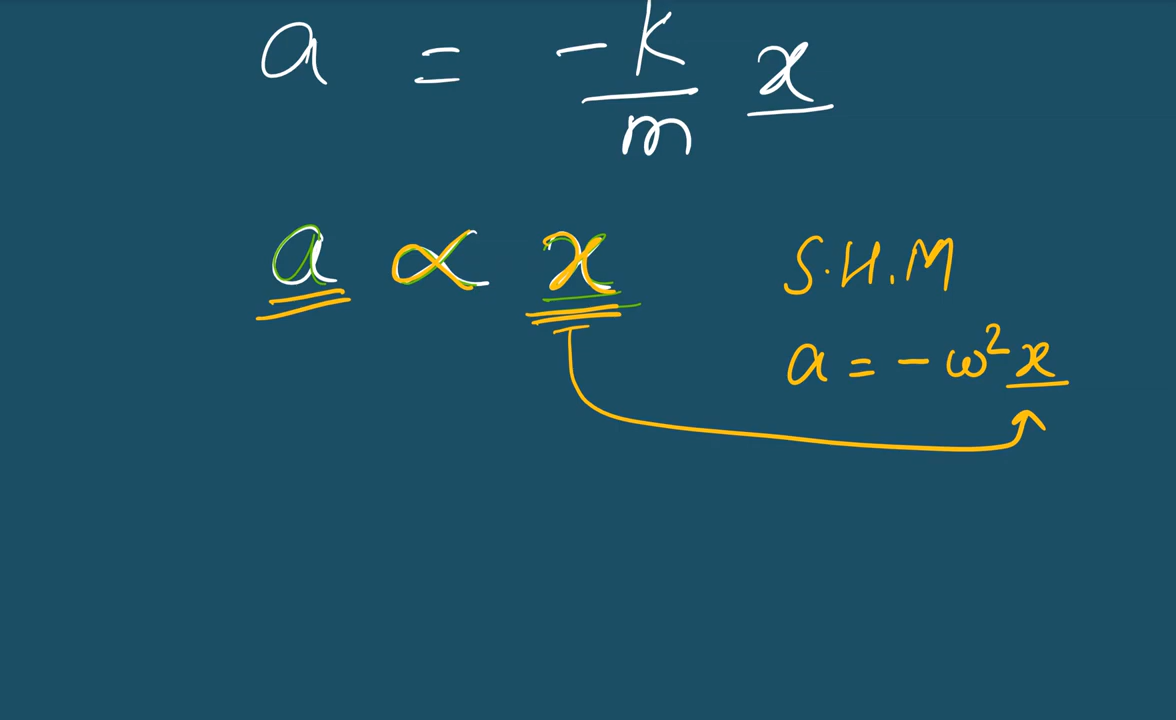 a = -k/m x
a ∝ x
S.H.M
a = -ω²x